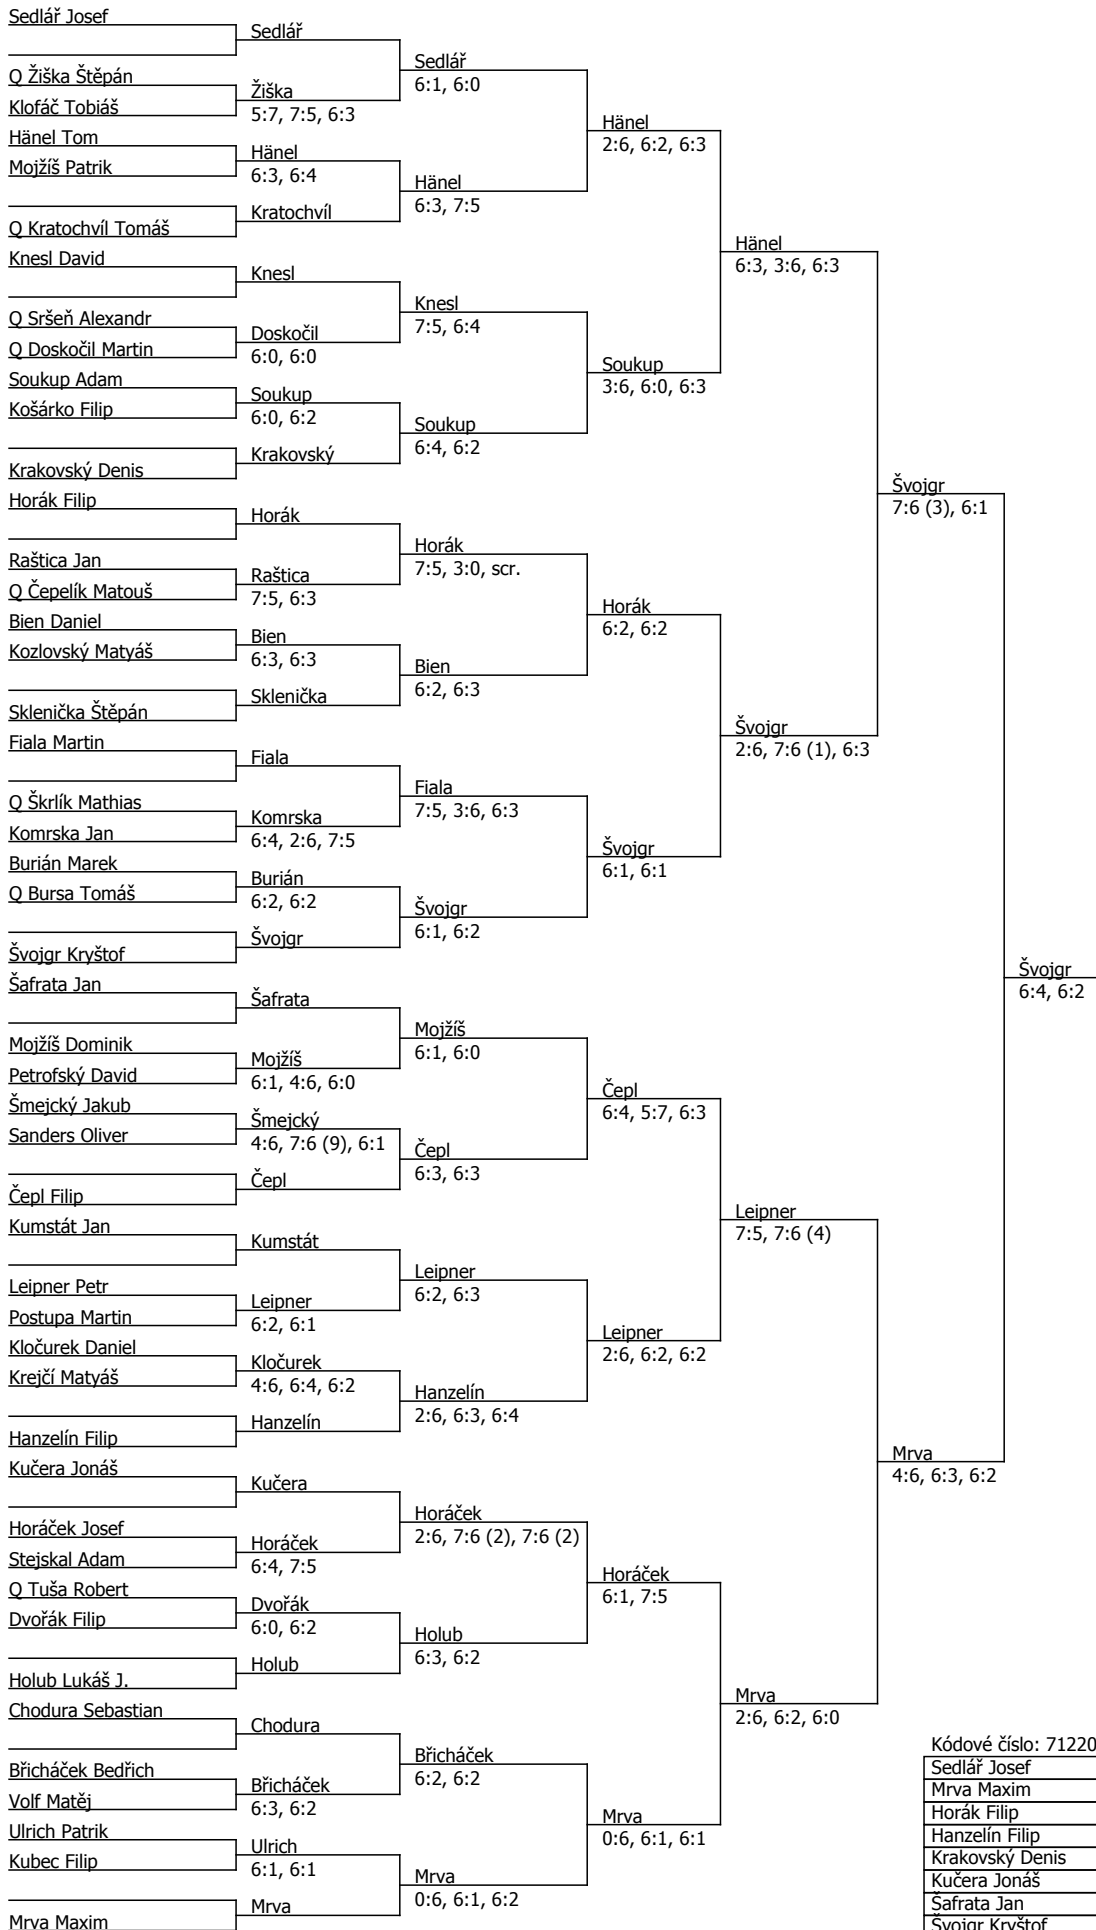 Sedlář Josef
Q Žiška Štěpán
Klofáč Tobiáš
Hänel Tom
Mojžíš Patrik
Q Kratochvíl Tomáš
Knesl David
Q Sršeň Alexandr
Q Doskočil Martin
Soukup Adam
Košárko Filip
Krakovský Denis
Horák Filip
Raštica Jan
Q Čepelík Matouš
Bien Daniel
Kozlovský Matyáš
Sklenička Štěpán
Fiala Martin
Q Škrlík Mathias
Komrska Jan
Burián Marek
Q Bursa Tomáš
Švojgr Kryštof
Šafrata Jan
Mojžíš Dominik
Petrofský David
Šmejcký Jakub
Sanders Oliver
Čepl Filip
Kumstát Jan
Leipner Petr
Postupa Martin
Kločurek Daniel
Krejčí Matyáš
Hanzelín Filip
Kučera Jonáš
Horáček Josef
Stejskal Adam
Q Tuša Robert
Dvořák Filip
Holub Lukáš J.
Chodura Sebastian
Břicháček Bedřich
Volf Matěj
Ulrich Patrik
Kubec Filip
Mrva Maxim
Sedlář
Žiška
5:7, 7:5, 6:3
Hänel
6:3, 6:4
Kratochvíl
Knesl
Doskočil
6:0, 6:0
Soukup
6:0, 6:2
Krakovský
Horák
Raštica
7:5, 6:3
Bien
6:3, 6:3
Sklenička
Fiala
Komrska
6:4, 2:6, 7:5
Burián
6:2, 6:2
Švojgr
Šafrata
Mojžíš
6:1, 4:6, 6:0
Šmejcký
4:6, 7:6 (9), 6:1
Čepl
Kumstát
Leipner
6:2, 6:1
Kločurek
4:6, 6:4, 6:2
Hanzelín
Kučera
Horáček
6:4, 7:5
Dvořák
6:0, 6:2
Holub
Chodura
Břicháček
6:3, 6:2
Ulrich
6:1, 6:1
Mrva
Sedlář
6:1, 6:0
Hänel
6:3, 7:5
Knesl
7:5, 6:4
Soukup
6:4, 6:2
Horák
7:5, 3:0, scr.
Bien
6:2, 6:3
Fiala
7:5, 3:6, 6:3
Švojgr
6:1, 6:2
Mojžíš
6:1, 6:0
Čepl
6:3, 6:3
Leipner
6:2, 6:3
Hanzelín
2:6, 6:3, 6:4
Horáček
2:6, 7:6 (2), 7:6 (2)
Holub
6:3, 6:2
Břicháček
6:2, 6:2
Mrva
0:6, 6:1, 6:2
Hänel
2:6, 6:2, 6:3
Soukup
3:6, 6:0, 6:3
Horák
6:2, 6:2
Švojgr
6:1, 6:1
Čepl
6:4, 5:7, 6:3
Leipner
2:6, 6:2, 6:2
Horáček
6:1, 7:5
Mrva
0:6, 6:1, 6:1
Hänel
6:3, 3:6, 6:3
Švojgr
2:6, 7:6 (1), 6:3
Leipner
7:5, 7:6 (4)
Mrva
2:6, 6:2, 6:0
Švojgr
7:6 (3), 6:1
Mrva
4:6, 6:3, 6:2
Švojgr
6:4, 6:2
Kódové číslo: 71220
Sedlář Josef
Mrva Maxim
Horák Filip
Hanzelín Filip
Krakovský Denis
Kučera Jonáš
Šafrata Jan
Švojgr Kryštof